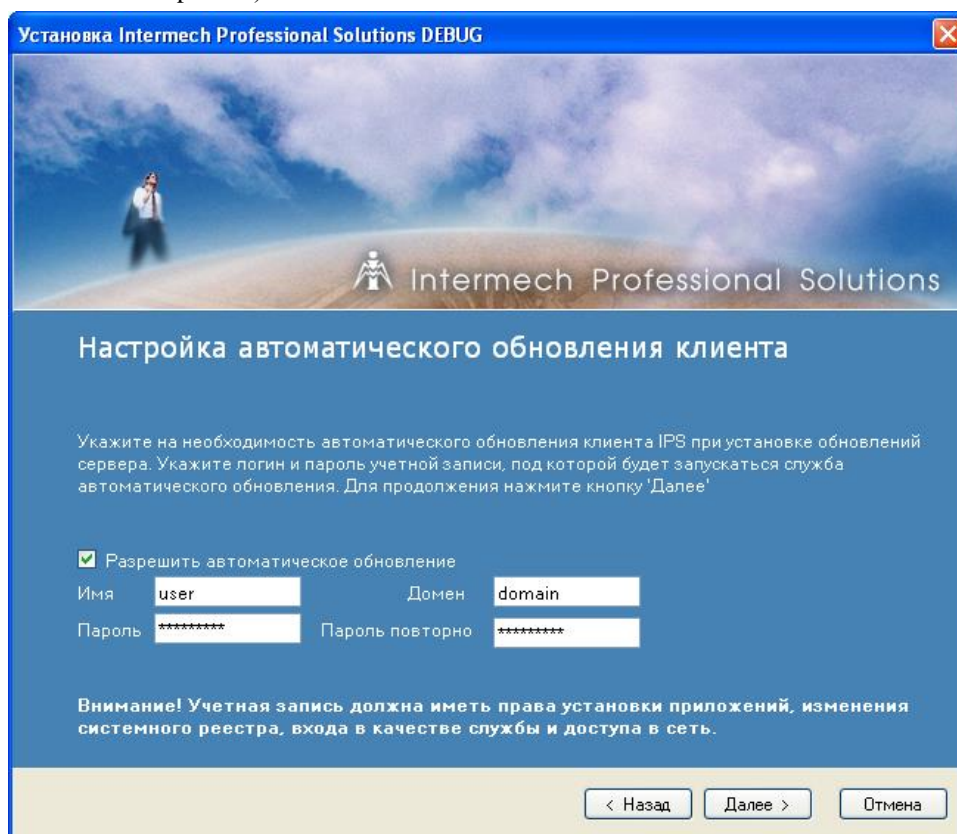 Установка Intermech Professional Solutions DEBUG
Intermech Professional Solutions
Настройка автоматического обновления клиента
Укажите на необходимость автоматического обновления клиента IPS при установке обновлений
сервера. Укажите логин и пароль учетной записи, под которой будет запускаться служба
автоматического обновления. Для продолжения нажмите кнопку 'Далее'
Разрешить автоматическое обновление
Имя user Домен domain
Пароль ********* Пароль повторно *********
Внимание! Учетная запись должна иметь права установки приложений, изменения
системного реестра, входа в качестве службы и доступа в сеть.
< Назад Далее > Отмена